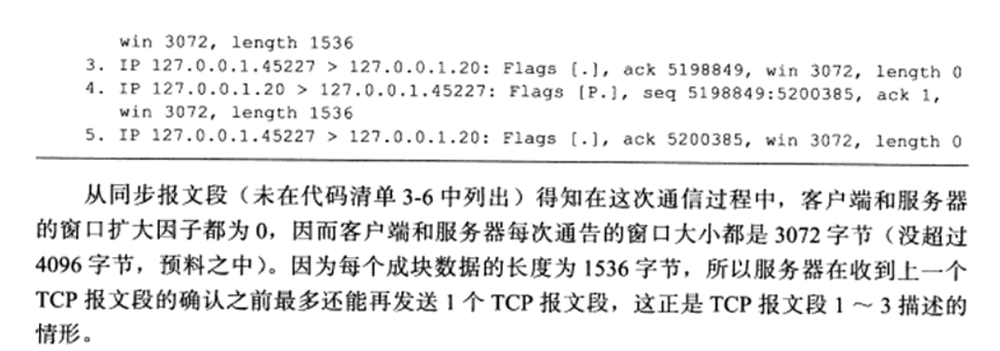 win 3072, length 1536
3. IP 127.0.0.1.45227 > 127.0.0.1.20: Flags [.], ack 5198849, win 3072, length 0
4. IP 127.0.0.1.20 > 127.0.0.1.45227: Flags [P.], seq 5198849:5200385, ack 1,
win 3072, length 1536
5. IP 127.0.0.1.45227 > 127.0.0.1.20: Flags [.], ack 5200385, win 3072, length 0
从同步报文段（未在代码清单 3-6 中列出）得知在这次通信过程中，客户端和服务器
的窗口扩大因子都为 0，因而客户端和服务器每次通告的窗口大小都是 3072 字节（没超过
4096 字节，预料之中）。因为每个成块数据的长度为 1536 字节，所以服务器在收到上一个
TCP 报文段的确认之前最多还能再发送 1 个 TCP 报文段，这正是 TCP 报文段 1 ～ 3 描述的
情形。